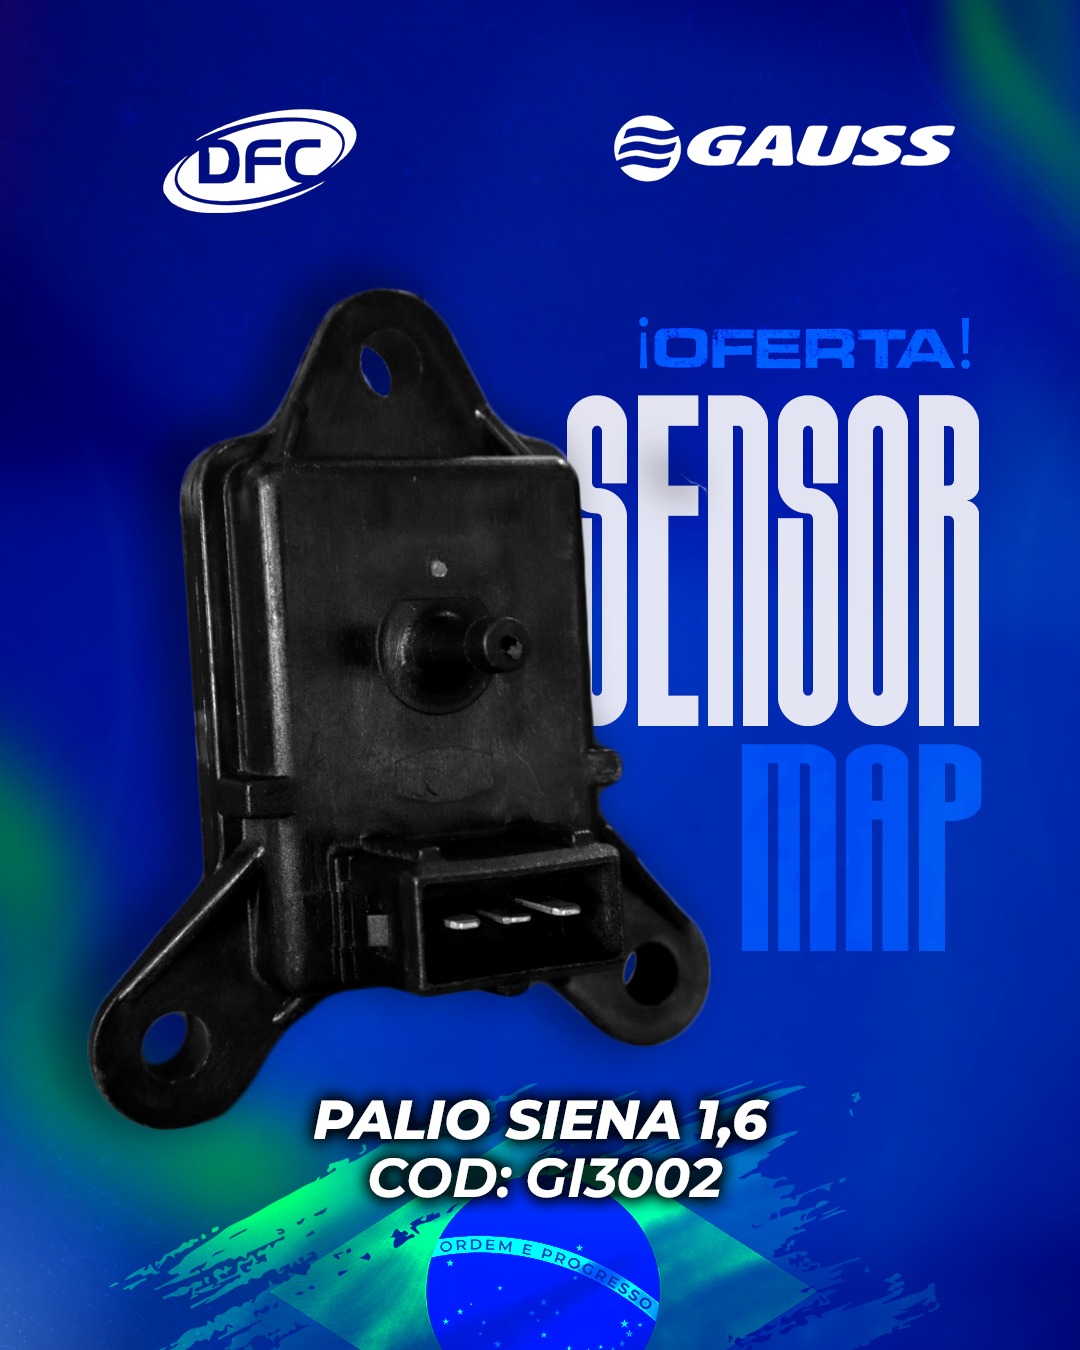 DFC
GAUSS
¡OFERTA!
SENSOR
MAP
PALIO SIENA 1,6
COD: GI3002
ORDEM E PROGRESSO